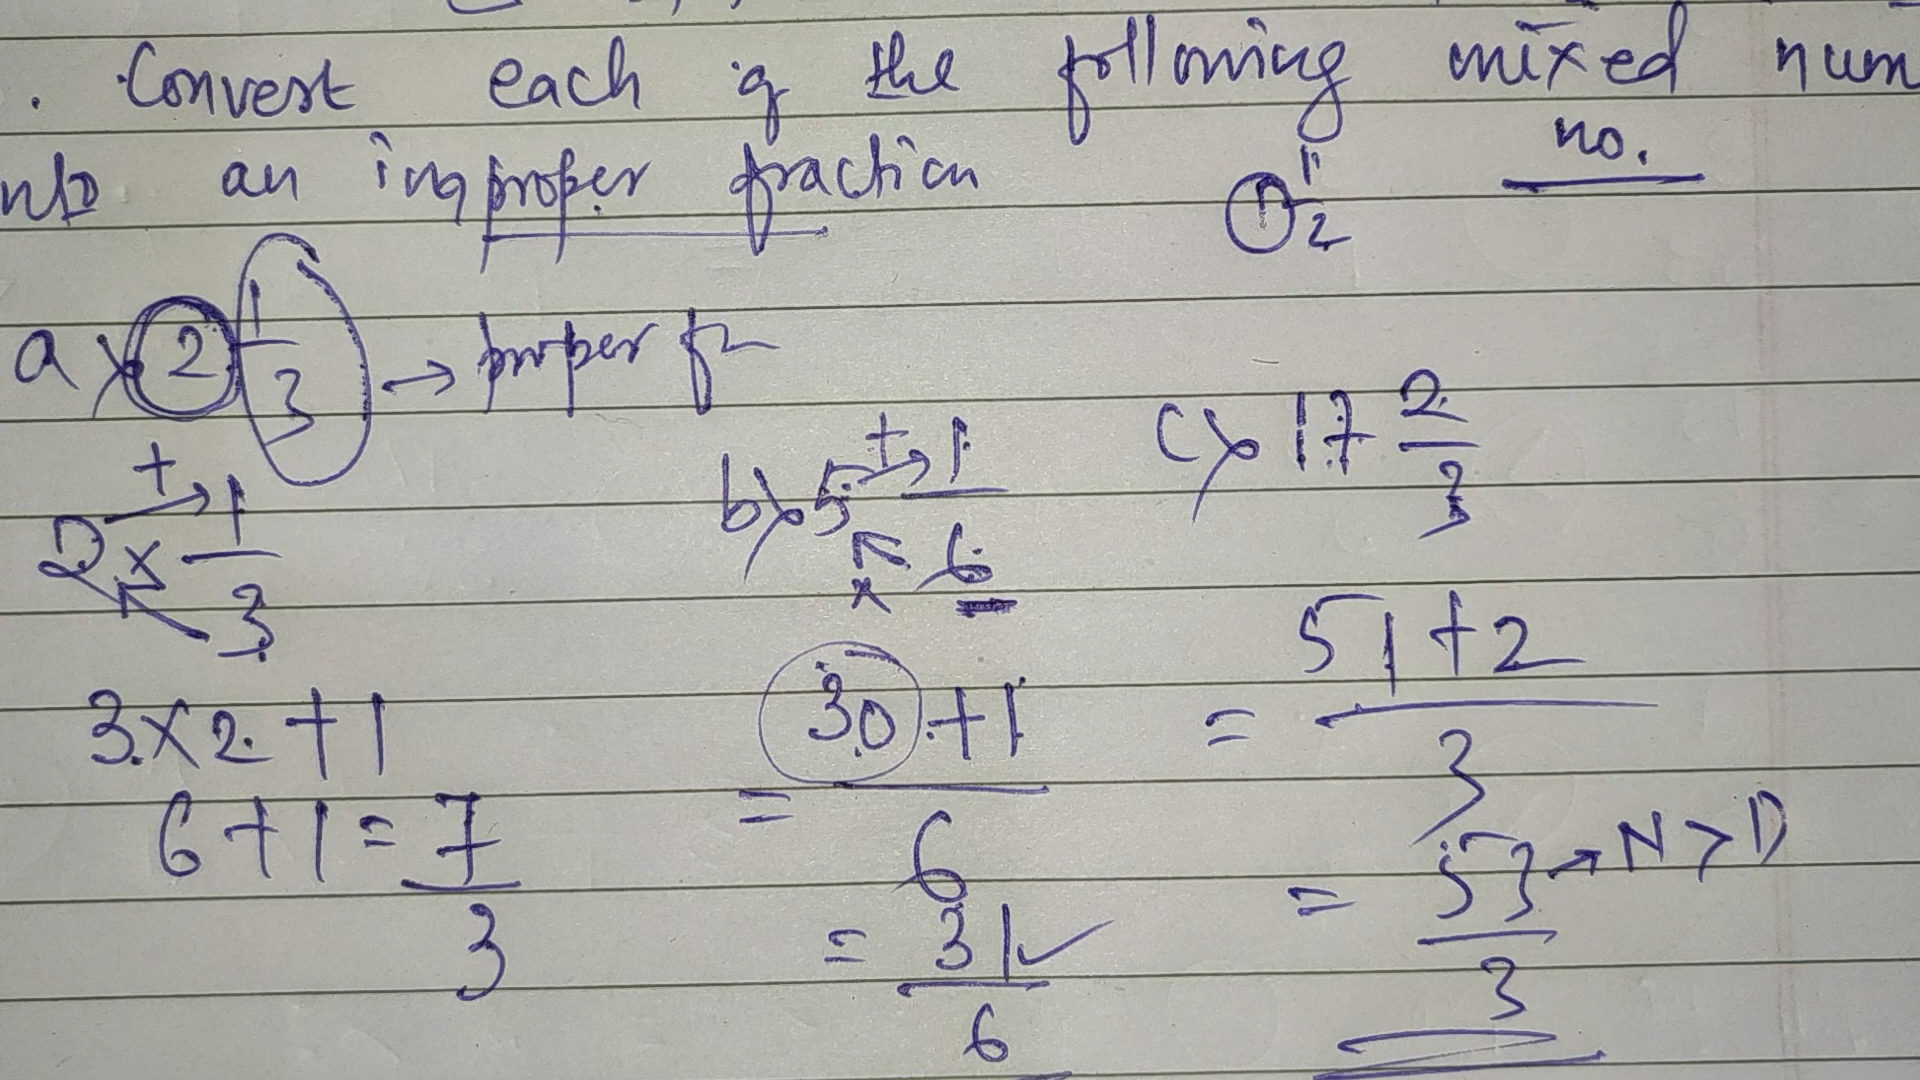 . Convert each of the following mixed num
into an improper fraction
no.
1 1/2
a) 2 1/3 → proper fr
2 × 1/3 +
3×2+1
6+1=7/3
b) 5 1/6 + ×
= 30+1/6
= 31/6 ✓
c) 17 2/3
= 51+2/3
= 53/3 → N>D